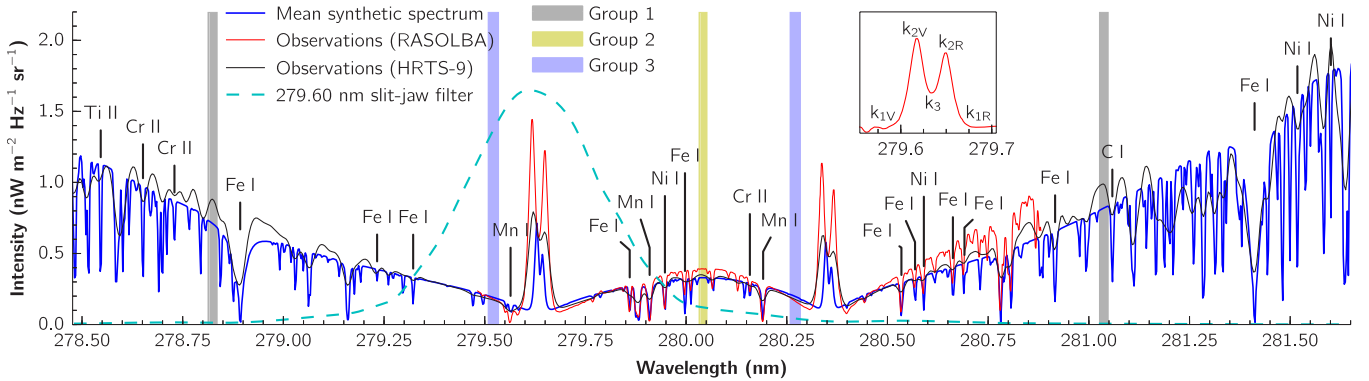 Mean synthetic spectrum
Observations (RASOLBA)
Observations (HRTS-9)
279.60 nm slit-jaw filter
Group 1
Group 2
Group 3
k2V
k2R
k3
k1V
k1R
279.6
279.7
Ti II
Cr II
Cr II
Fe I
Fe I
Fe I
Mn I
Fe I
Mn I
Ni I
Fe I
Cr II
Mn I
Fe I
Fe I
Ni I
Fe I
Fe I
Fe I
C I
Fe I
Ni I
Ni I
2.0
1.5
1.0
0.5
0.0
Intensity (nW m−2 Hz−1 sr−1)
278.50
278.75
279.00
279.25
279.50
279.75
280.00
280.25
280.50
280.75
281.00
281.25
281.50
Wavelength (nm)